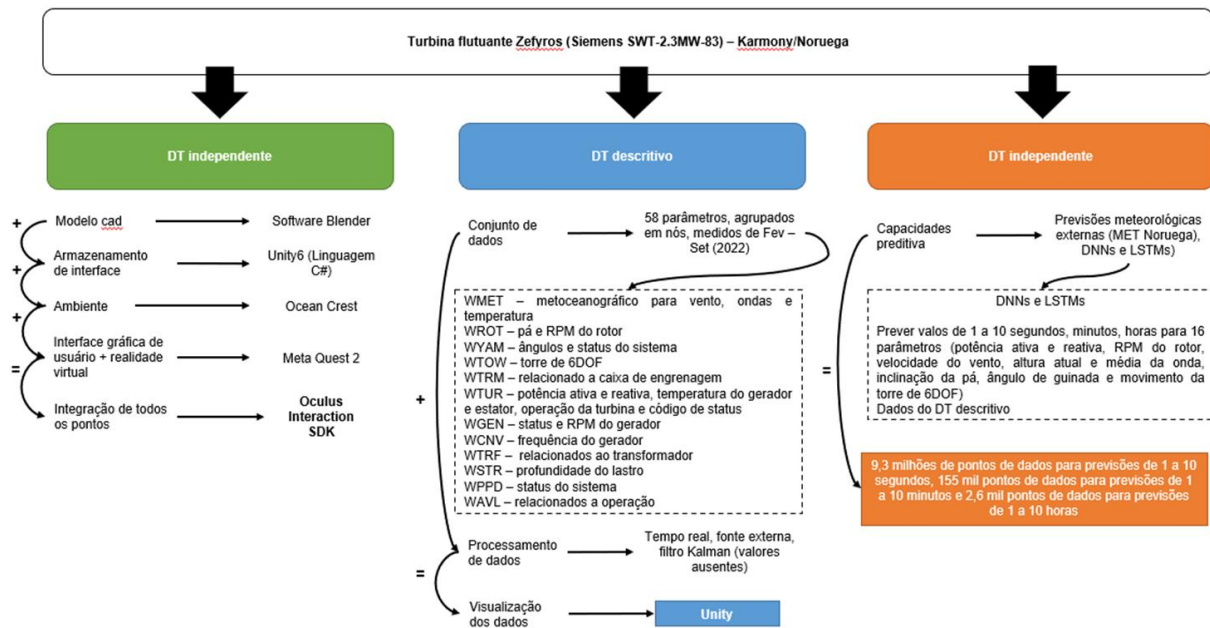 Turbina flutuante Zefyros (Siemens SWT-2.3MW-83) – Karmony/Noruega
DT independente
Modelo cad
Software Blender
+
Armazenamento
de interface
Unity6 (Linguagem
C#)
+
Ambiente
Ocean Crest
+
Interface gráfica de
usuário + realidade
virtual
Meta Quest 2
=
Integração de todos
os pontos
Oculus
Interaction
SDK
DT descritivo
Conjunto de
dados
58 parâmetros, agrupados
em nós, medidos de Fev –
Set (2022)
WMET – metoceanográfico para vento, ondas e
temperatura
WROT – pá e RPM do rotor
WYAM – ângulos e status do sistema
WTOW – torre de 6DOF
WTRM – relacionado a caixa de engrenagem
WTUR – potência ativa e reativa, temperatura do gerador
e estator, operação da turbina e código de status
WGEN – status e RPM do gerador
WCNV – frequência do gerador
WTRF – relacionados ao transformador
WSTR – profundidade do lastro
WPPD – status do sistema
WAVL – relacionados a operação
+
Processamento
de dados
Tempo real, fonte externa,
filtro Kalman (valores
ausentes)
=
Visualização
dos dados
Unity
DT independente
Capacidades
preditiva
Previsões meteorológicas
externas (MET Noruega),
DNNs e LSTMs)
DNNs e LSTMs
Prever valos de 1 a 10 segundos, minutos, horas para 16
parâmetros (potência ativa e reativa, RPM do rotor,
velocidade do vento, altura atual e média da onda,
inclinação da pá, ângulo de guinada e movimento da
torre de 6DOF)
Dados do DT descritivo
=
9,3 milhões de pontos de dados para previsões de 1 a 10
segundos, 155 mil pontos de dados para previsões de 1
a 10 minutos e 2,6 mil pontos de dados para previsões
de 1 a 10 horas